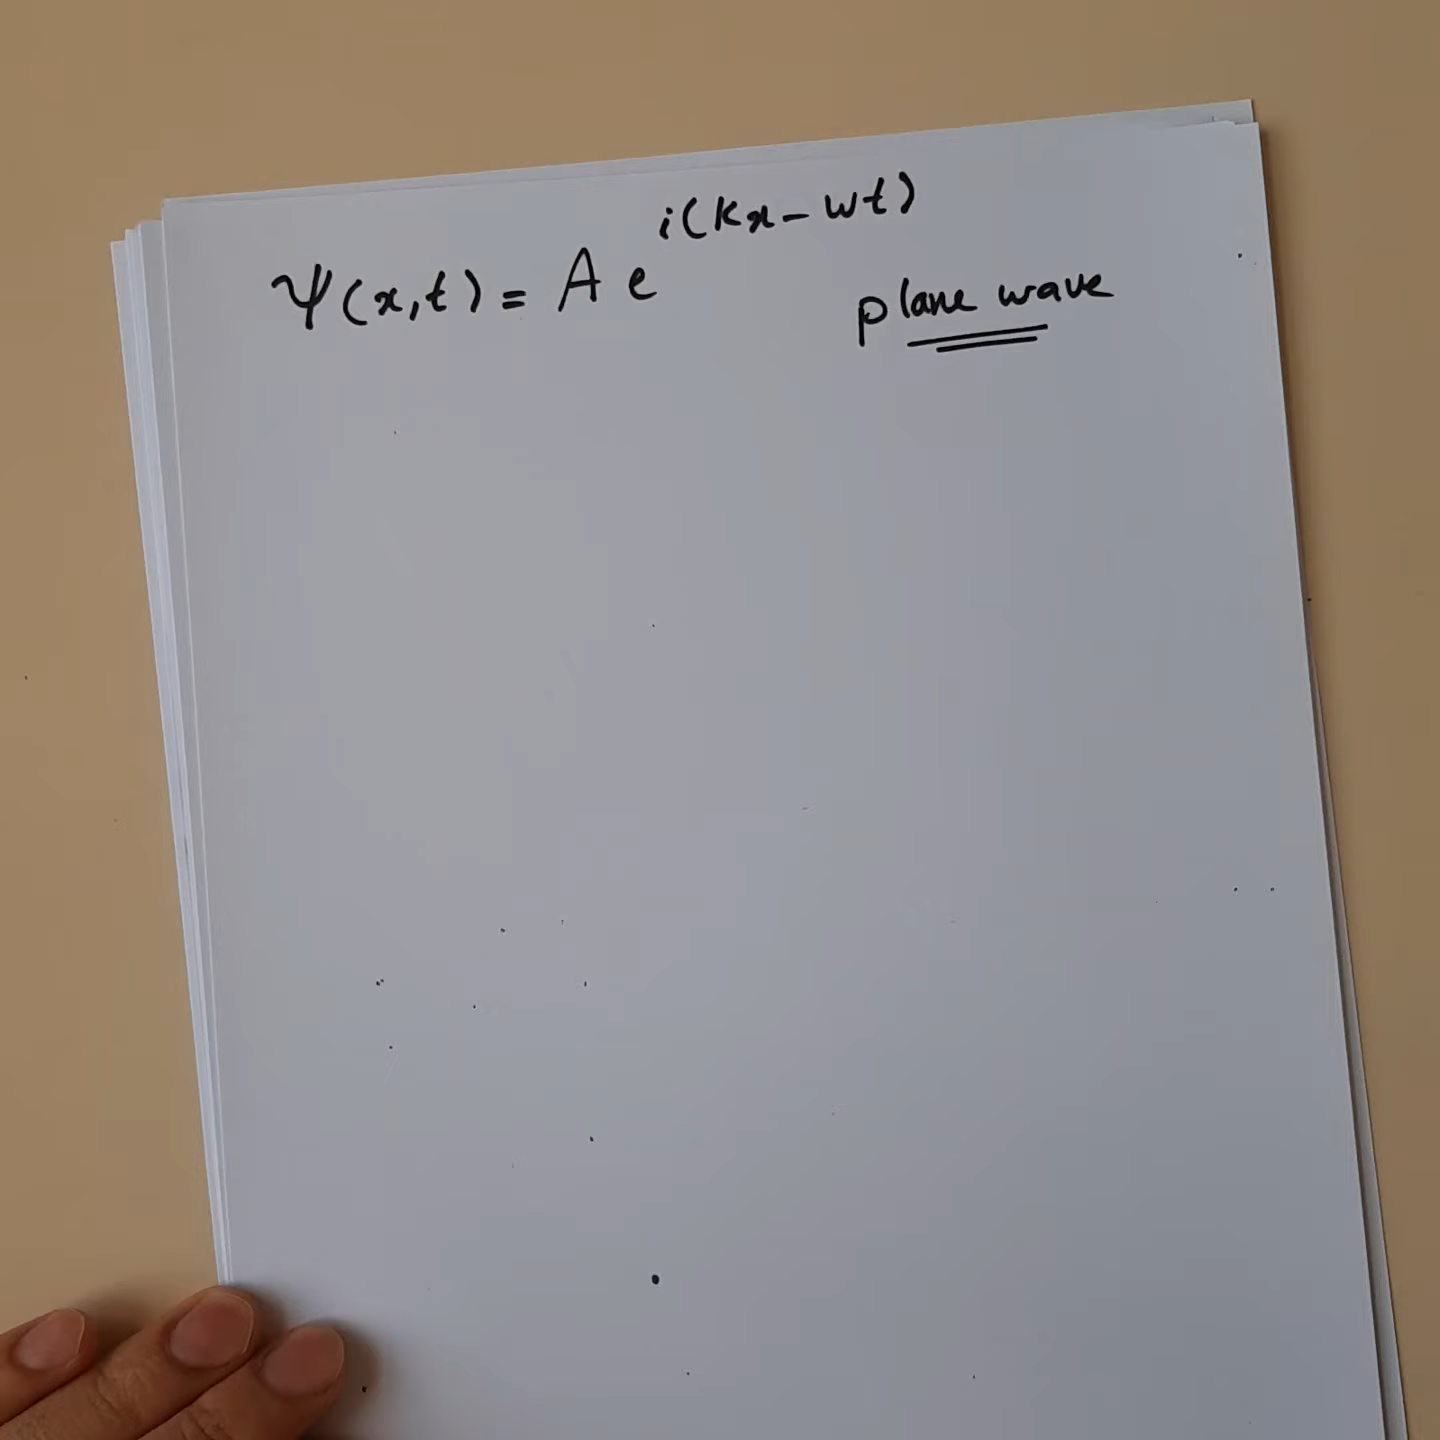 ψ(x,t) = A e^{i(kx - wt)}
plane wave